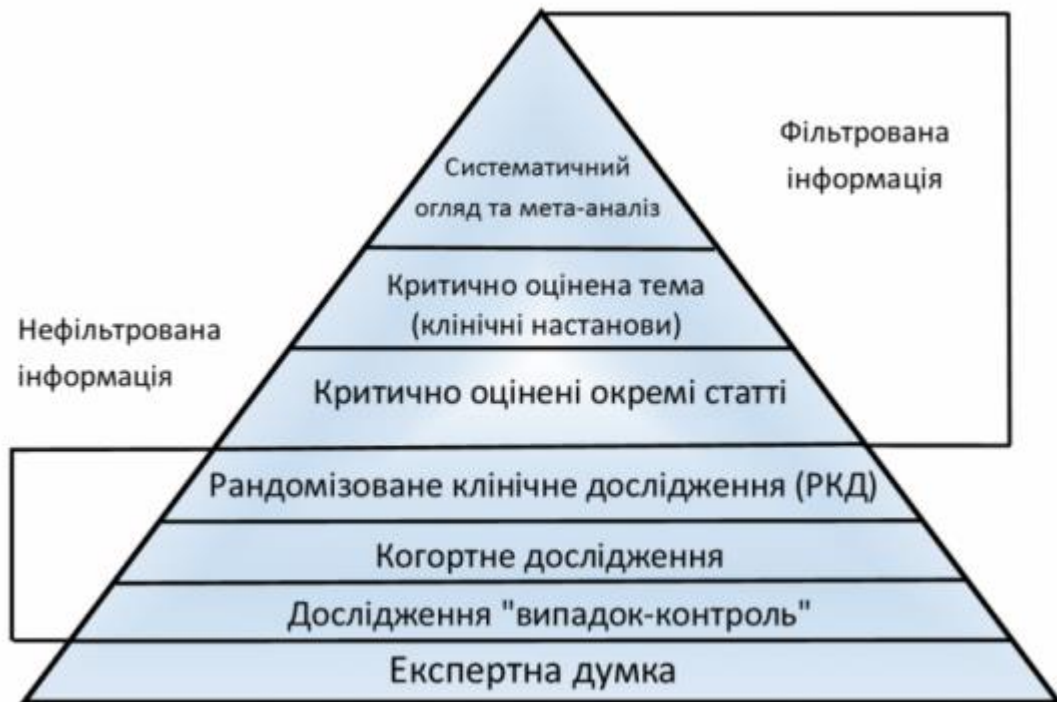 Фільтрована
інформація
Систематичний
огляд та мета-аналіз
Критично оцінена тема
(клінічні настанови)
Нефільтрована
інформація
Критично оцінені окремі статті
Рандомізоване клінічне дослідження (РКД)
Когортне дослідження
Дослідження "випадок-контроль"
Експертна думка